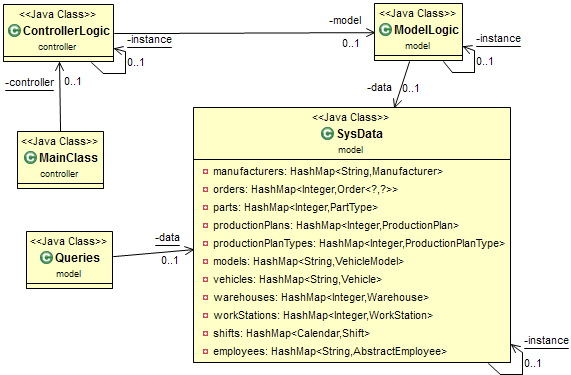 <<Java Class>>
ControllerLogic
controller
-model
0..1
-instance
0..1
<<Java Class>>
ModelLogic
model
-instance
0..1
-controller
0..1
-data
0..1
<<Java Class>>
MainClass
controller
<<Java Class>>
SysData
model
manufacturers: HashMap<String,Manufacturer>
orders: HashMap<Integer,Order<?,?>>
parts: HashMap<Integer,PartType>
productionPlans: HashMap<Integer,ProductionPlan>
productionPlanTypes: HashMap<Integer,ProductionPlanType>
models: HashMap<String,VehicleModel>
vehicles: HashMap<String,Vehicle>
warehouses: HashMap<Integer,Warehouse>
workStations: HashMap<Integer,WorkStation>
shifts: HashMap<Calendar,Shift>
employees: HashMap<String,AbstractEmployee>
<<Java Class>>
Queries
model
-data
0..1
-instance
0..1